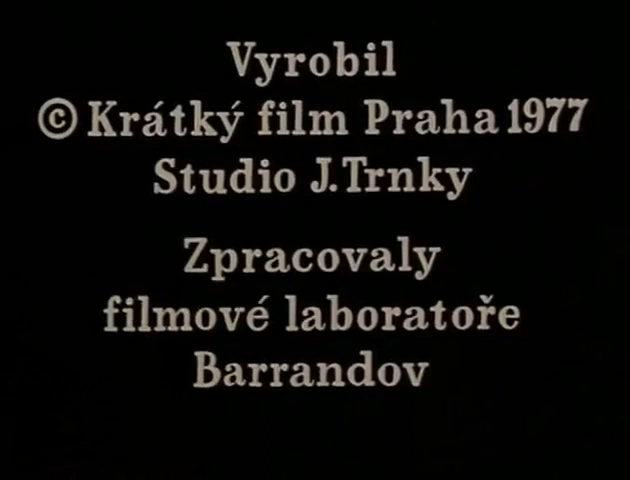 Vyrobil
© Krátký film Praha 1977
Studio J.Trnky
Zpracovaly
filmové laboratoře
Barrandov